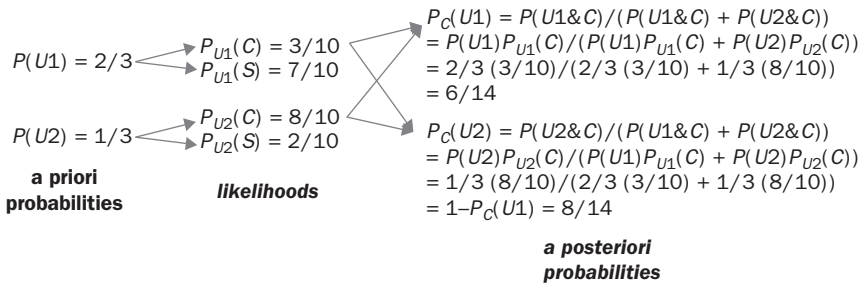 P(U1) = 2/3
P_U1(C) = 3/10
P_U1(S) = 7/10
P(U2) = 1/3
P_U2(C) = 8/10
P_U2(S) = 2/10
a priori
probabilities
likelihoods
P_C(U1) = P(U1&C)/(P(U1&C) + P(U2&C))
= P(U1)P_U1(C)/(P(U1)P_U1(C) + P(U2)P_U2(C))
= 2/3 (3/10)/(2/3 (3/10) + 1/3 (8/10))
= 6/14
P_C(U2) = P(U2&C)/(P(U1&C) + P(U2&C))
= P(U2)P_U2(C)/(P(U1)P_U1(C) + P(U2)P_U2(C))
= 1/3 (8/10)/(2/3 (3/10) + 1/3 (8/10))
= 1–P_C(U1) = 8/14
a posteriori
probabilities